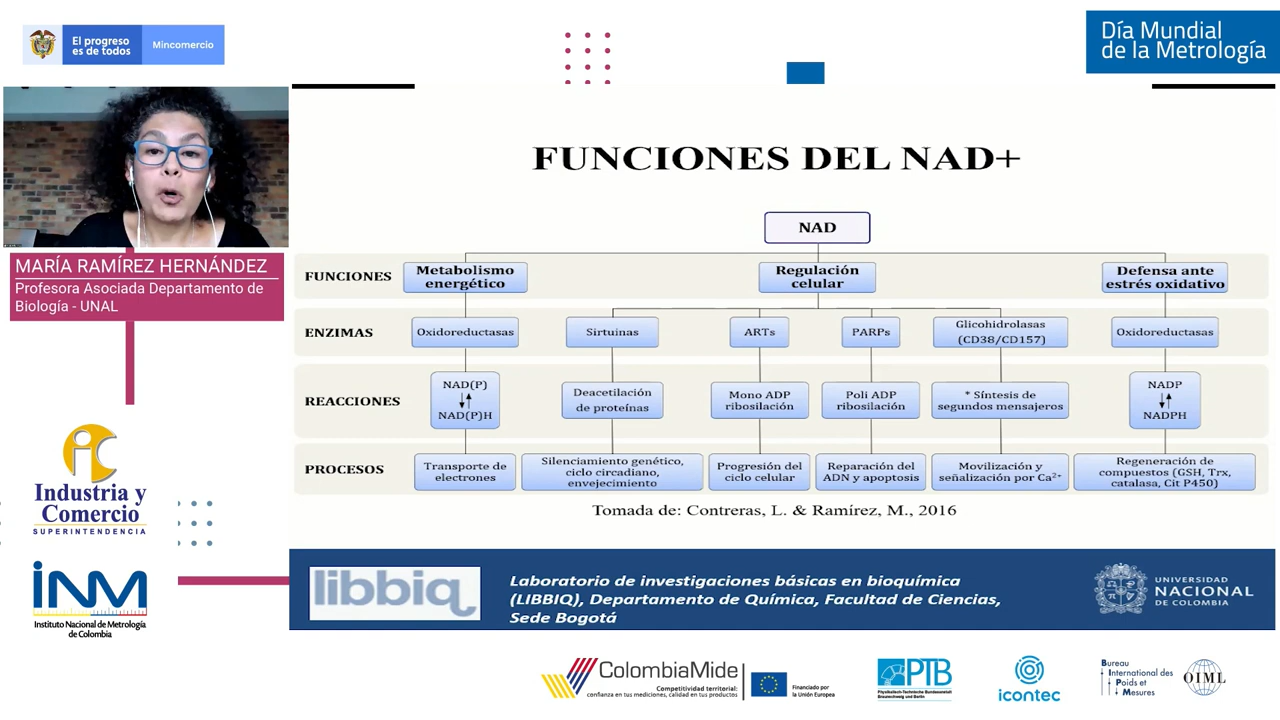 El progreso
es de todos
Mincomercio
Día Mundial
de la Metrología
MARÍA RAMÍREZ HERNÁNDEZ
Profesora Asociada Departamento de
Biología - UNAL
FUNCIONES DEL NAD+
NAD
FUNCIONES
Metabolismo
energético
Regulación
celular
Defensa ante
estrés oxidativo
ENZIMAS
Oxidoreductasas
Sirtuinas
ARTs
PARPs
Glicohidrolasas
(CD38/CD157)
Oxidoreductasas
REACCIONES
NAD(P)
NAD(P)H
Deacetilación
de proteínas
Mono ADP
ribosilación
Poli ADP
ribosilación
* Síntesis de
segundos mensajeros
NADP
NADPH
PROCESOS
Transporte de
electrones
Silenciamiento genético,
ciclo circadiano,
envejecimiento
Progresión del
ciclo celular
Reparación del
ADN y apoptosis
Movilización y
señalización por Ca²⁺
Regeneración de
compuestos (GSH, Trx,
catalasa, Cit P450)
Tomada de: Contreras, L. & Ramírez, M., 2016
Industria y
Comercio
SUPERINTENDENCIA
iNM
Instituto Nacional de Metrología
de Colombia
libbiq
Laboratorio de investigaciones básicas en bioquímica
(LIBBIQ), Departamento de Química, Facultad de Ciencias,
Sede Bogotá
UNIVERSIDAD
NACIONAL
DE COLOMBIA
ColombiaMide
Competitividad territorial:
confianza en tus mediciones, calidad en tus productos
Financiado por
la Unión Europea
PTB
Physikalisch-Technische Bundesanstalt
Braunschweig und Berlin
icontec
Bureau
International des
Poids et
Mesures
OIML